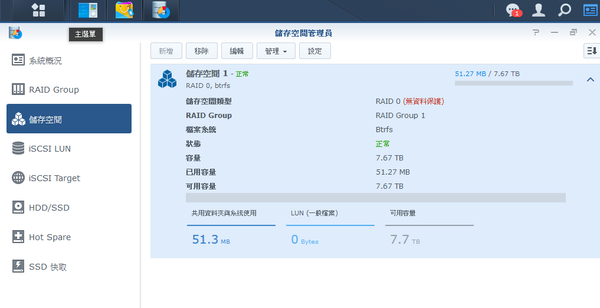 1
主選單
儲存空間管理員
系統概況
RAID Group
儲存空間
iSCSI LUN
iSCSI Target
HDD/SSD
Hot Spare
SSD 快取
新增 移除 編輯 管理 設定
儲存空間 1 - 正常 51.27 MB / 7.67 TB
RAID 0, btrfs
儲存空間類型 RAID 0 (無資料保護)
RAID Group RAID Group 1
檔案系統 Btrfs
狀態 正常
容量 7.67 TB
已用容量 51.27 MB
可用容量 7.67 TB
共用資料夾與系統使用 LUN (一般檔案) 可用容量
51.3 MB 0 Bytes 7.7 TB